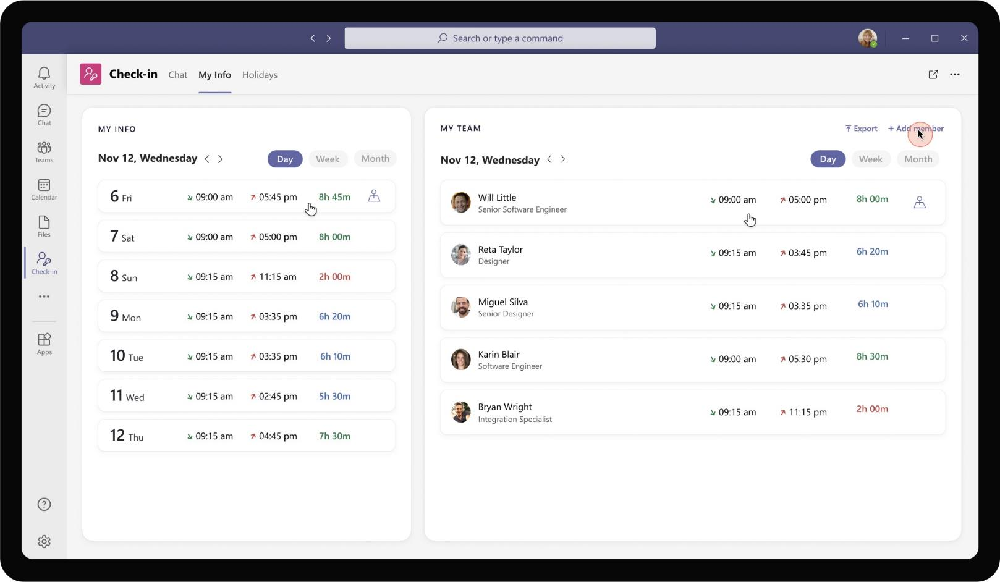 Search or type a command
Activity
Chat
Teams
Calendar
Files
Check-in
Apps
Check-in Chat My Info Holidays
MY INFO
Nov 12, Wednesday Day Week Month
6 Fri 09:00 am 05:45 pm 8h 45m
7 Sat 09:00 am 05:00 pm 8h 00m
8 Sun 09:15 am 11:15 am 2h 00m
9 Mon 09:15 am 03:35 pm 6h 20m
10 Tue 09:15 am 03:35 pm 6h 10m
11 Wed 09:15 am 02:45 pm 5h 30m
12 Thu 09:15 am 04:45 pm 7h 30m
MY TEAM Export + Add member
Nov 12, Wednesday Day Week Month
Will Little
Senior Software Engineer
09:00 am 05:00 pm 8h 00m
Reta Taylor
Designer
09:15 am 03:45 pm 6h 20m
Miguel Silva
Senior Designer
09:15 am 03:35 pm 6h 10m
Karin Blair
Software Engineer
09:00 am 05:30 pm 8h 30m
Bryan Wright
Integration Specialist
09:15 am 11:15 pm 2h 00m